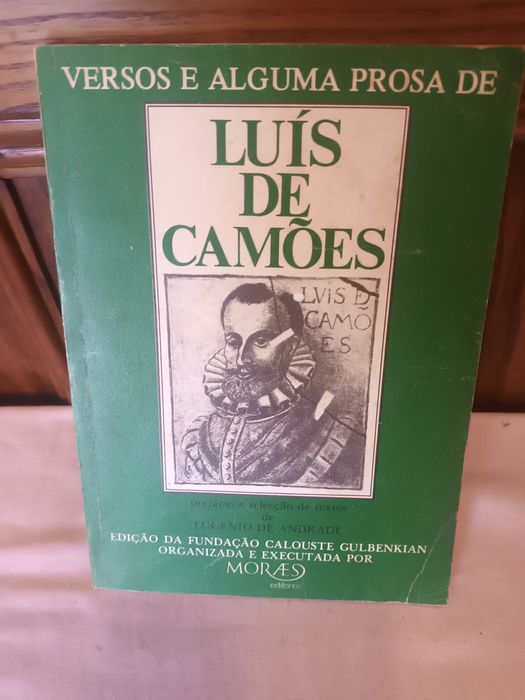 VERSOS E ALGUMA PROSA DE
LUÍS
DE
CAMÕES
LVIS D
CAMÕ
ES
prefácio e selecção de textos
de
EUGÉNIO DE ANDRADE
EDIÇÃO DA FUNDAÇÃO CALOUSTE GULBENKIAN
ORGANIZADA E EXECUTADA POR
MORÆS
editores